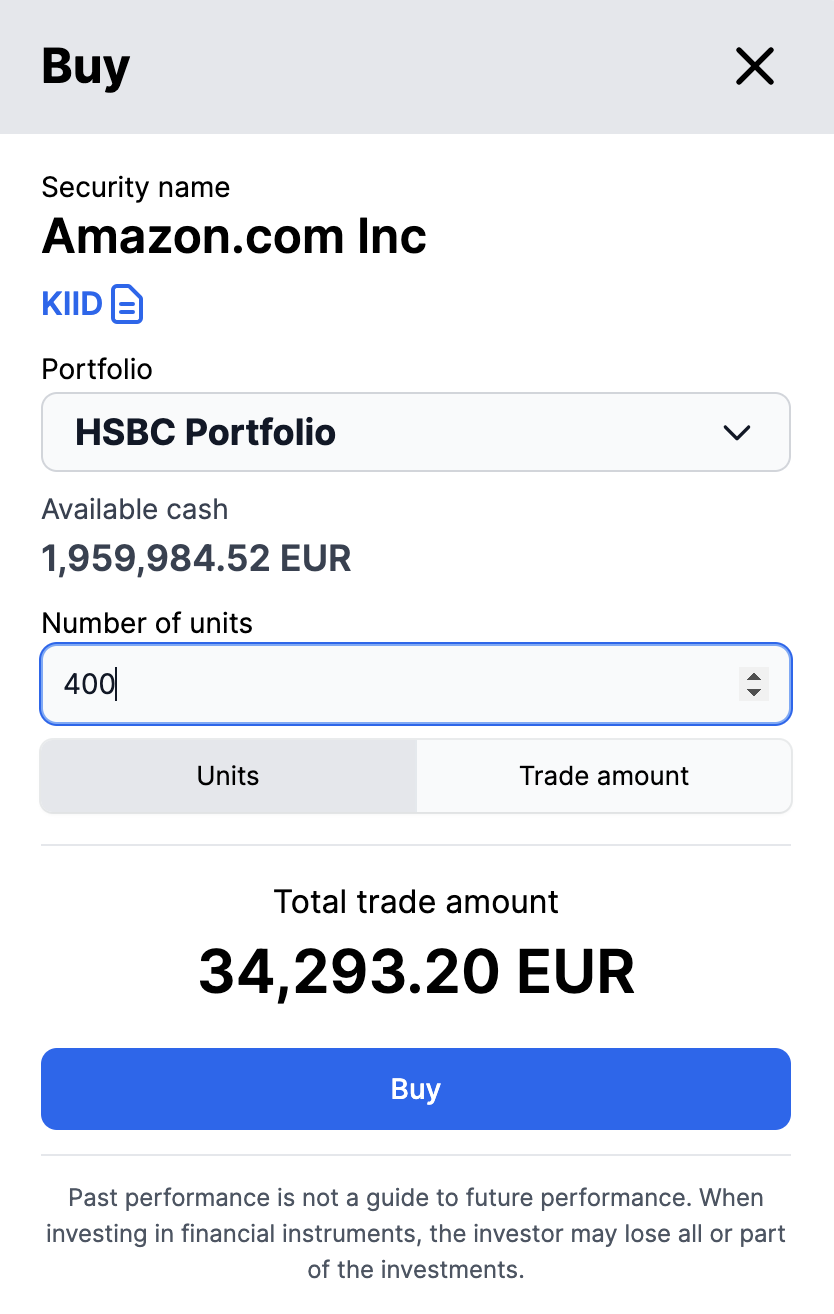 Buy
Security name
Amazon.com Inc
KIID
Portfolio
HSBC Portfolio
Available cash
1,959,984.52 EUR
Number of units
400
Units
Trade amount
Total trade amount
34,293.20 EUR
Buy
Past performance is not a guide to future performance. When
investing in financial instruments, the investor may lose all or part
of the investments.